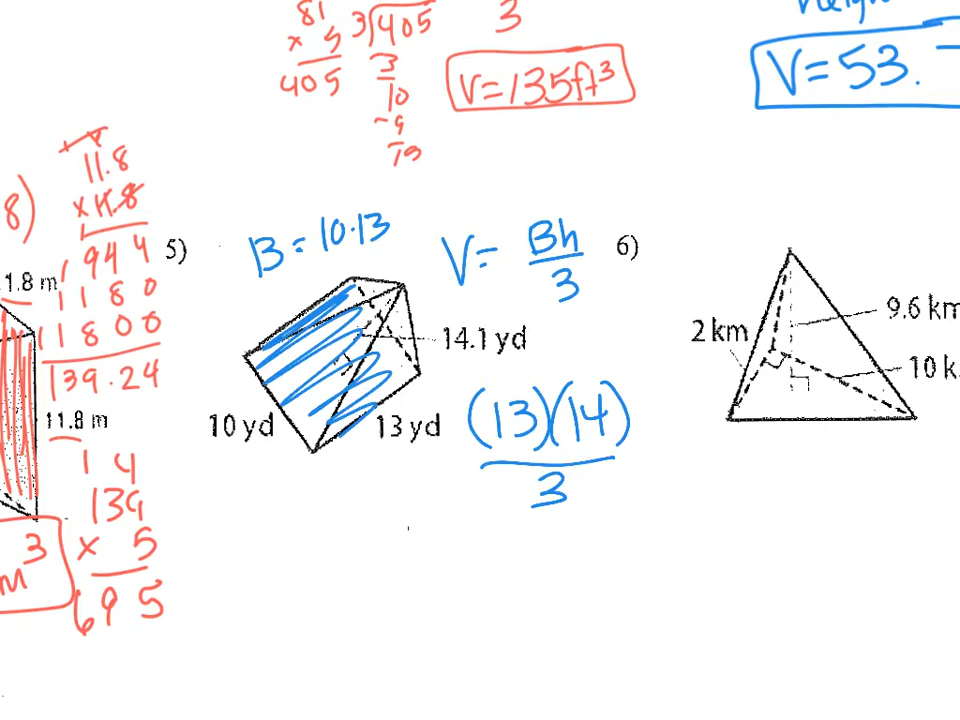 81
x 5
405
3)405
3
10
-9
15
3
V=135ft³
V=53.
8)
11.8
x11.8
1944
1180
11800
139.24
1.8 m
11.8 m
14
139
x 5
695
m³
5)
B=10·13
V=Bh/3
14.1 yd
10 yd
13 yd
(13)(14)
3
6)
2 km
9.6 km
10 k